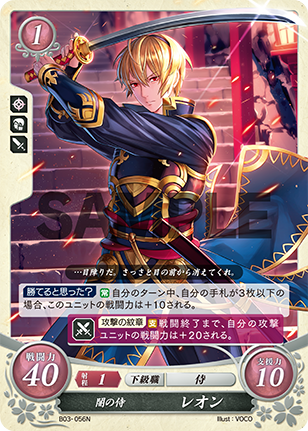 1
SAMPLE
…目障りだ。さっさと目の前から消えてくれ。
勝てると思った？ 常 自分のターン中、自分の手札が3枚以下の
場合、このユニットの戦闘力は＋10される。
攻撃の紋章 支 戦闘終了まで、自分の攻撃
ユニットの戦闘力は＋20される。
戦闘力 40
射程 1 下級職 侍
支援力 10
闇の侍 レオン
B03-056N
Illust：VOCO